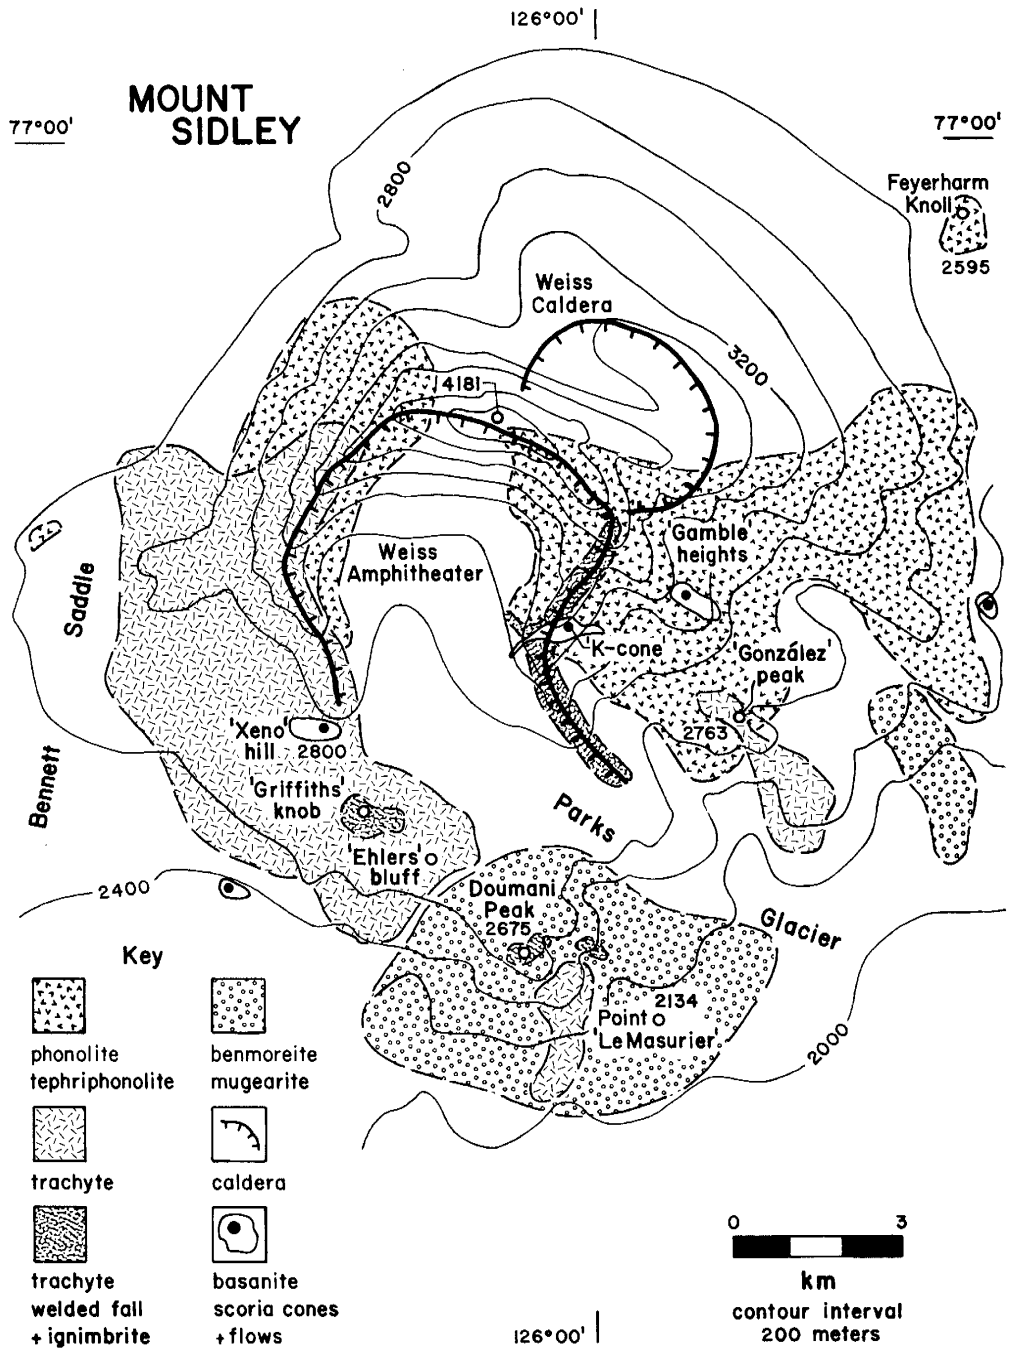 126°00'
MOUNT
SIDLEY
77°00'
77°00'
2800
Feyerharm
Knoll
2595
Weiss
Caldera
3200
4181
Gamble
heights
Weiss
Amphitheater
Saddle
'K-cone'
'González'
peak
2763
'Xeno'
hill
2800
Bennett
'Griffiths'
knob
Parks
'Ehlers'
bluff
2400
Doumani
Peak
2675
Glacier
2134
Point
'LeMasurier'
2000
Key
phonolite
tephriphonolite
benmoreite
mugearite
trachyte
caldera
trachyte
welded fall
+ ignimbrite
basanite
scoria cones
+ flows
0 3
km
contour interval
200 meters
126°00'